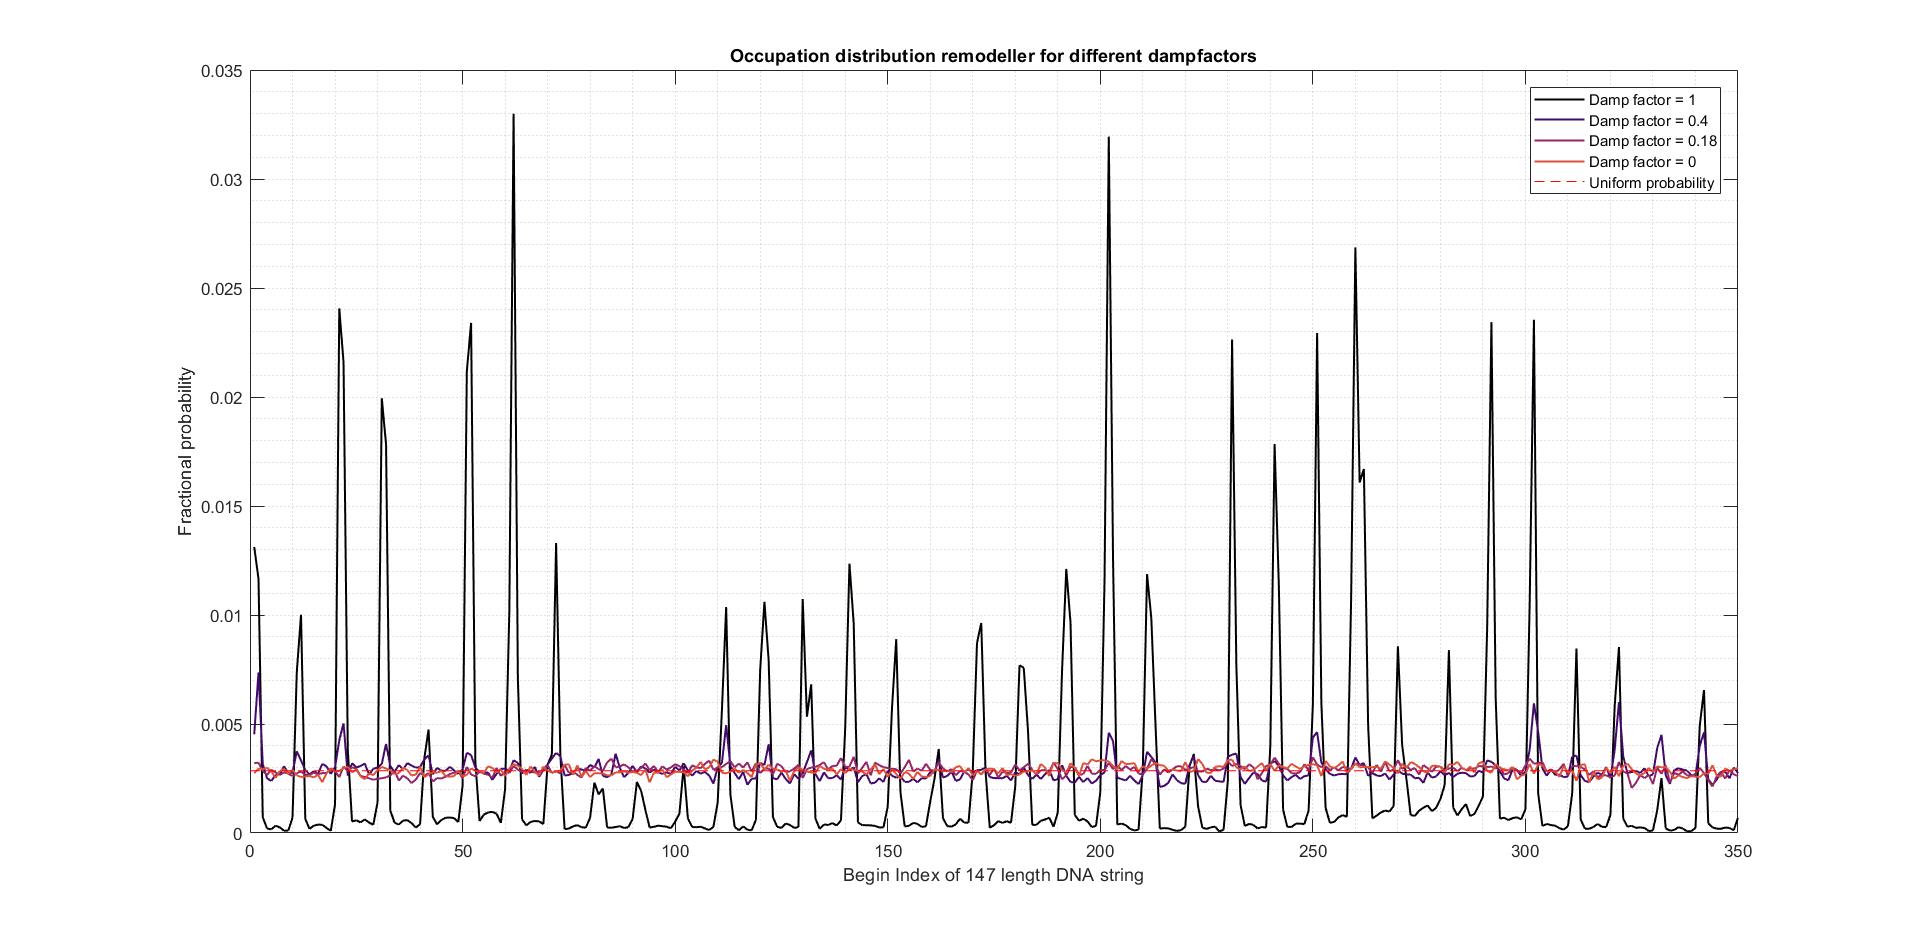 Occupation distribution remodeller for different dampfactors
0.035
0.03
0.025
0.02
0.015
0.01
0.005
0
Fractional probability
Damp factor = 1
Damp factor = 0.4
Damp factor = 0.18
Damp factor = 0
Uniform probability
0 50 100 150 200 250 300 350
Begin Index of 147 length DNA string